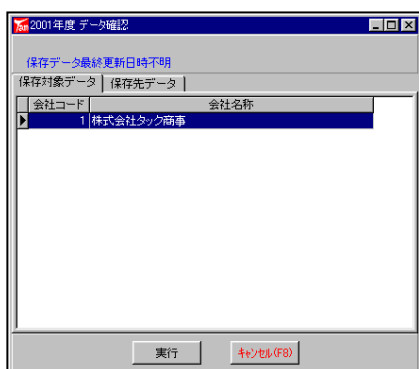 2001年度 データ確認
保存データ最終更新日時不明
保存対象データ 保存先データ
会社コード 会社名称
1 株式会社タック商事
実行 キャンセル(F8)